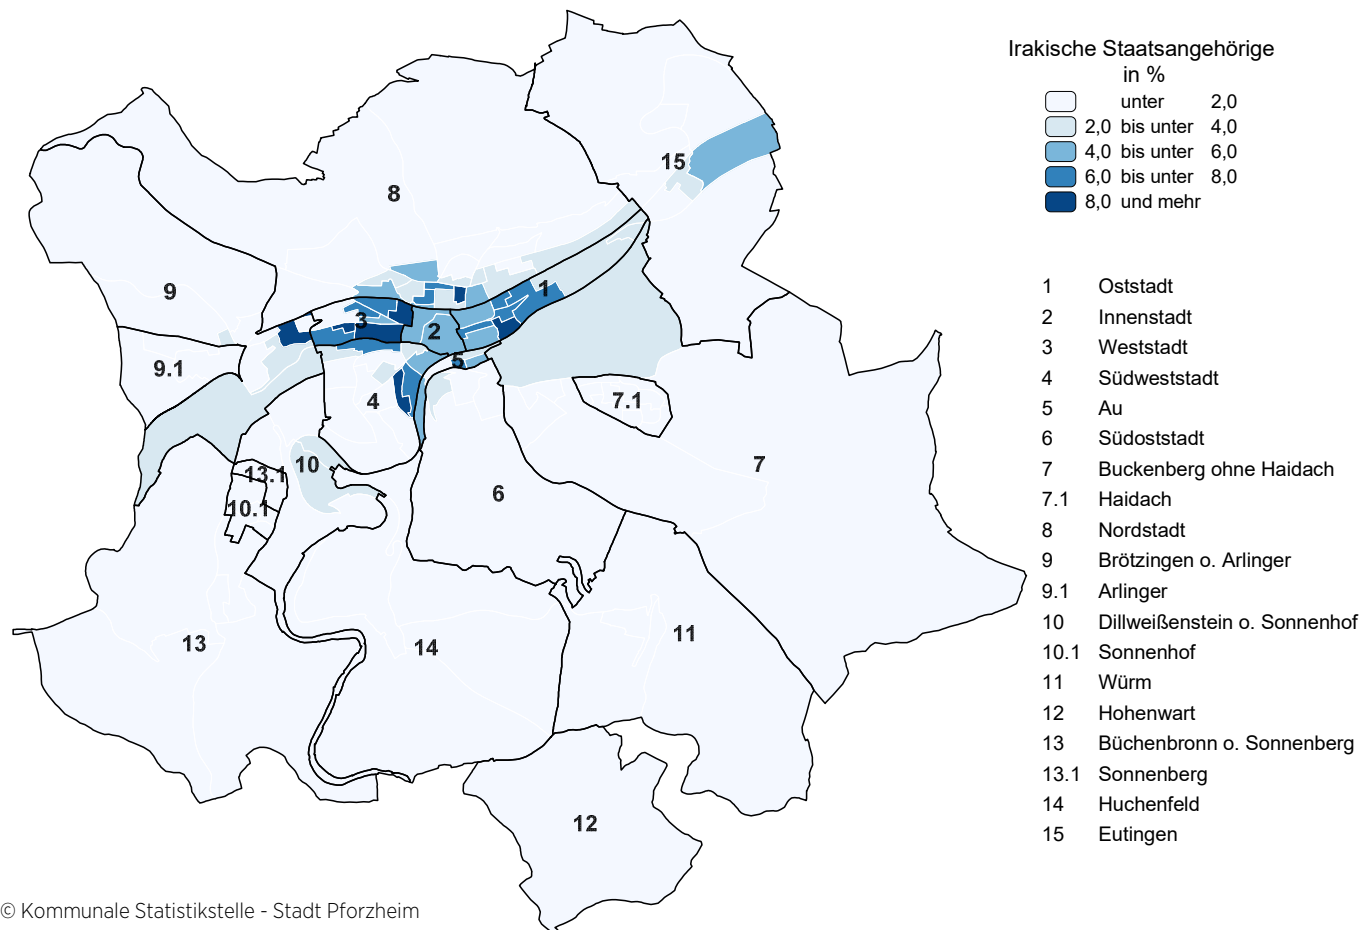 Irakische Staatsangehörige
in %
unter 2,0
2,0 bis unter 4,0
4,0 bis unter 6,0
6,0 bis unter 8,0
8,0 und mehr
1 Oststadt
2 Innenstadt
3 Weststadt
4 Südweststadt
5 Au
6 Südoststadt
7 Buckenberg ohne Haidach
7.1 Haidach
8 Nordstadt
9 Brötzingen o. Arlinger
9.1 Arlinger
10 Dillweißenstein o. Sonnenhof
10.1 Sonnenhof
11 Würm
12 Hohenwart
13 Büchenbronn o. Sonnenberg
13.1 Sonnenberg
14 Huchenfeld
15 Eutingen
15
8
9
1
3
2
5
9.1
4
7.1
10
13.1
7
6
10.1
11
13
14
12
© Kommunale Statistikstelle - Stadt Pforzheim